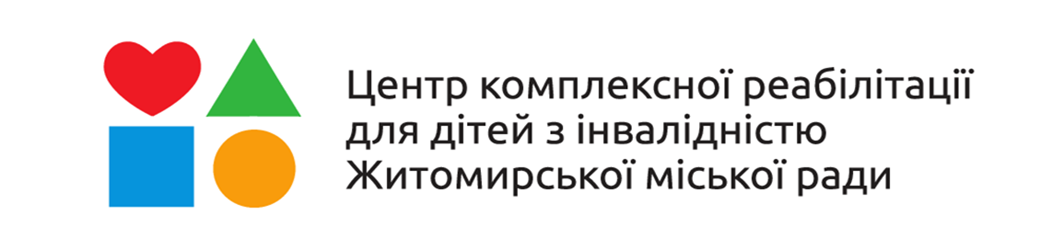 Центр комплексної реабілітації
для дітей з інвалідністю
Житомирської міської ради